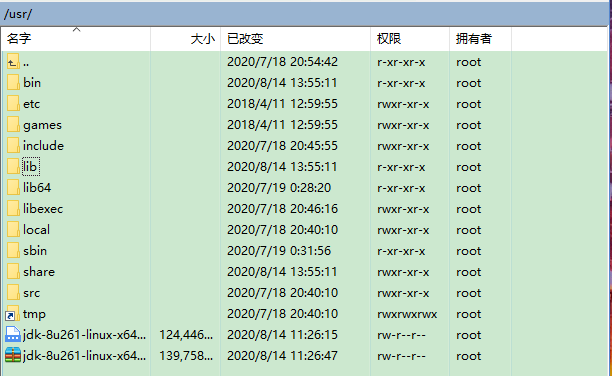 /usr/
名字 大小 已改变 权限 拥有者
.. 2020/7/18 20:54:42 r-xr-xr-x root
bin 2020/8/14 13:55:11 r-xr-xr-x root
etc 2018/4/11 12:59:55 rwxr-xr-x root
games 2018/4/11 12:59:55 rwxr-xr-x root
include 2020/7/18 20:45:55 rwxr-xr-x root
lib 2020/8/14 13:55:11 r-xr-xr-x root
lib64 2020/7/19 0:28:20 r-xr-xr-x root
libexec 2020/7/18 20:46:16 rwxr-xr-x root
local 2020/7/18 20:40:10 rwxr-xr-x root
sbin 2020/7/19 0:31:56 r-xr-xr-x root
share 2020/8/14 13:55:11 rwxr-xr-x root
src 2020/7/18 20:40:10 rwxr-xr-x root
tmp 2020/7/18 20:40:10 rwxrwxrwx root
jdk-8u261-linux-x64... 124,446... 2020/8/14 11:26:15 rw-r--r-- root
jdk-8u261-linux-x64... 139,758... 2020/8/14 11:26:47 rw-r--r-- root